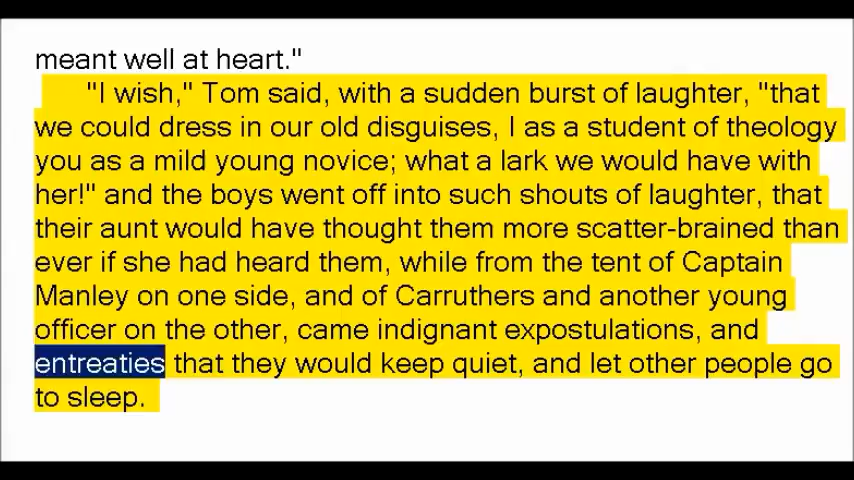 meant well at heart."
"I wish," Tom said, with a sudden burst of laughter, "that
we could dress in our old disguises, I as a student of theology
you as a mild young novice; what a lark we would have with
her!" and the boys went off into such shouts of laughter, that
their aunt would have thought them more scatter-brained than
ever if she had heard them, while from the tent of Captain
Manley on one side, and of Carruthers and another young
officer on the other, came indignant expostulations, and
entreaties that they would keep quiet, and let other people go
to sleep.